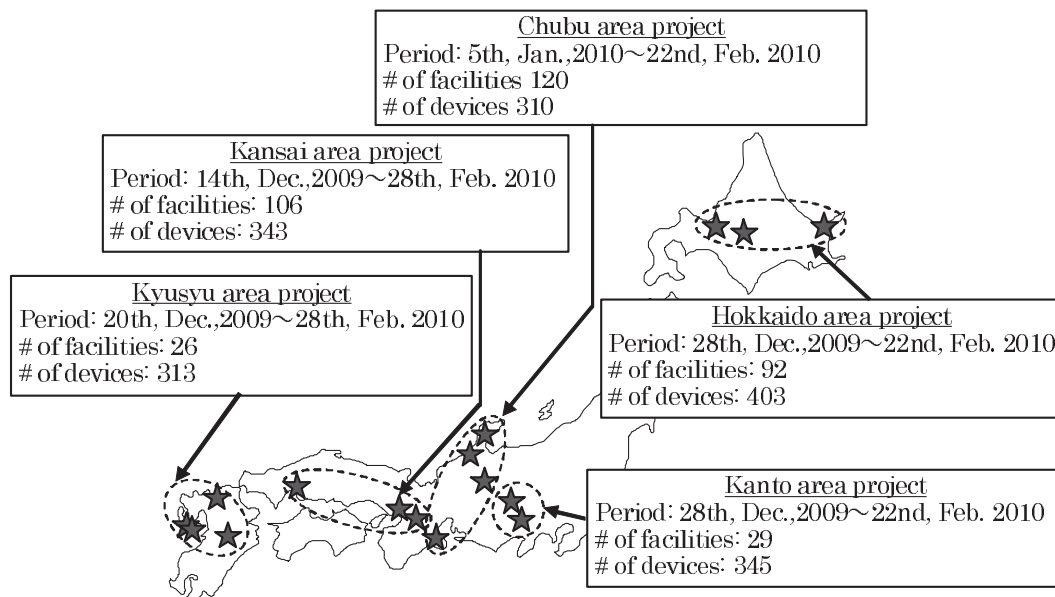 Chubu area project
Period: 5th, Jan.,2010～22nd, Feb. 2010
# of facilities 120
# of devices 310
Kansai area project
Period: 14th, Dec.,2009～28th, Feb. 2010
# of facilities: 106
# of devices: 343
Kyusyu area project
Period: 20th, Dec.,2009～28th, Feb. 2010
# of facilities: 26
# of devices: 313
Hokkaido area project
Period: 28th, Dec.,2009～22nd, Feb. 2010
# of facilities: 92
# of devices: 403
Kanto area project
Period: 28th, Dec.,2009～22nd, Feb. 2010
# of facilities: 29
# of devices: 345